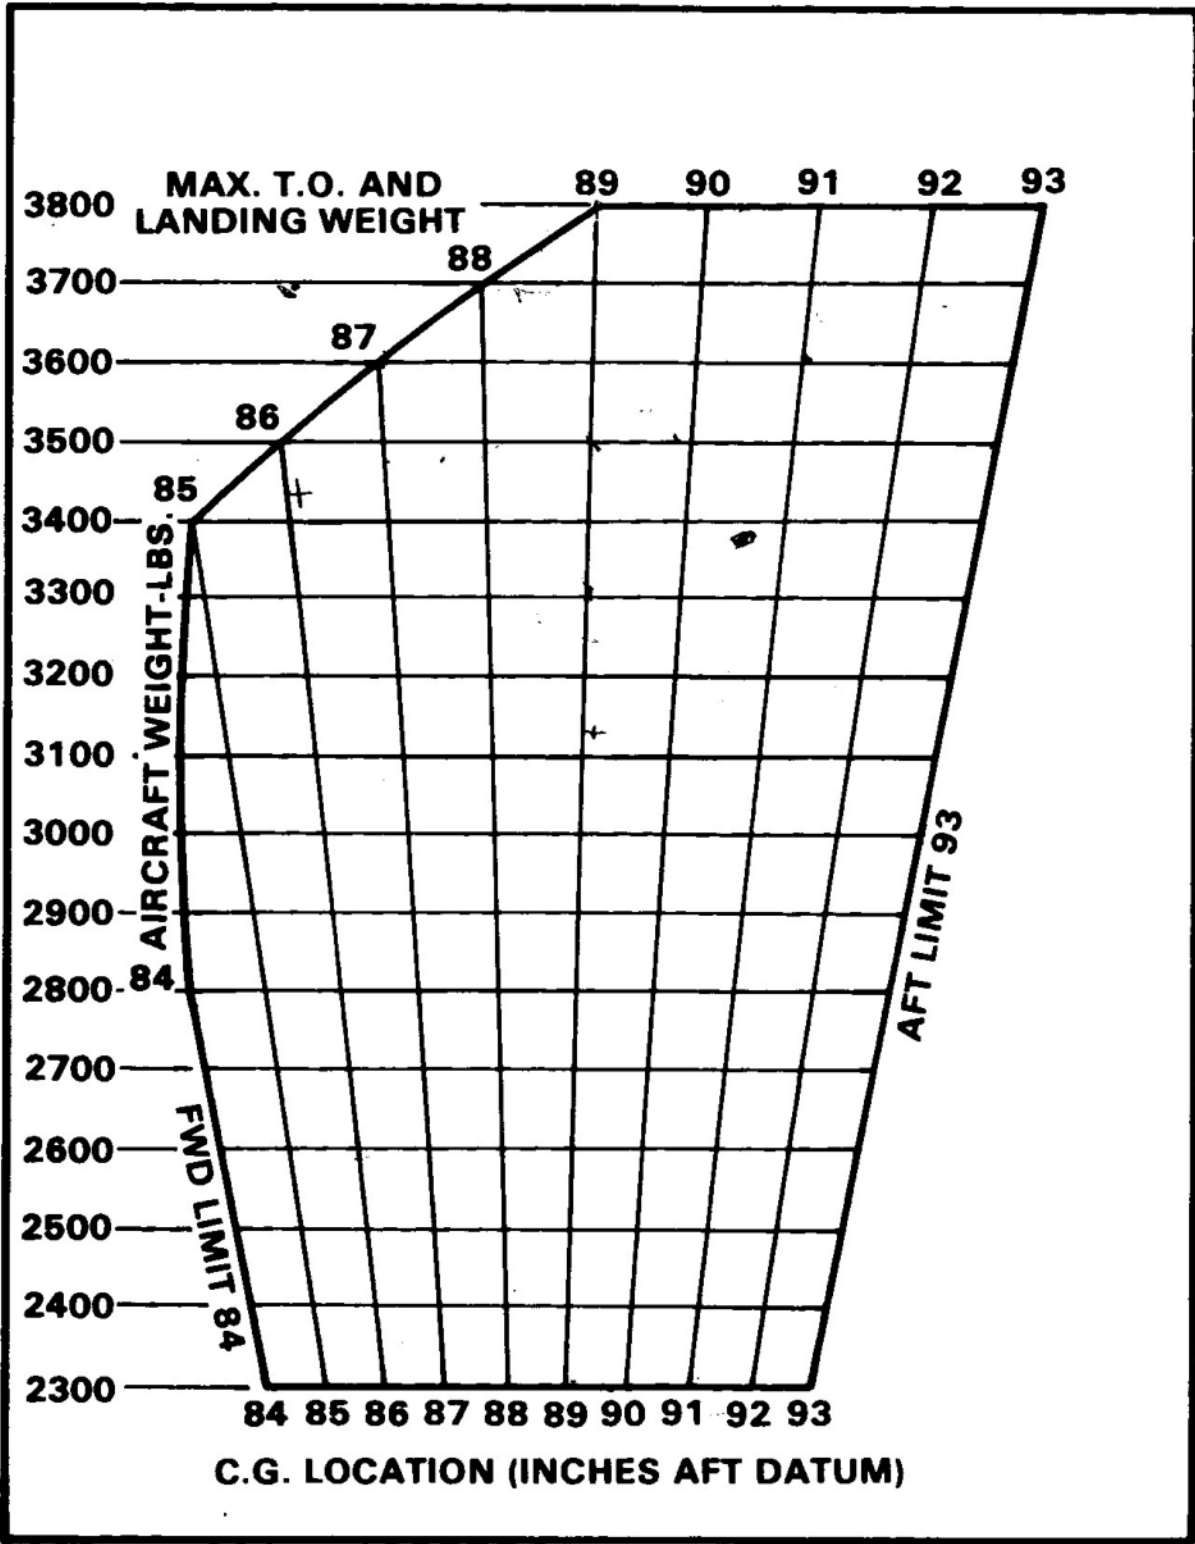 MAX. T.O. AND
LANDING WEIGHT
89 90 91 92 93
3800
88
3700
87
3600
86
3500
85
3400
3300
3200
3100
3000
2900
84
2800
2700
2600
2500
2400
2300
AIRCRAFT WEIGHT-LBS.
FWD LIMIT 84
AFT LIMIT 93
84 85 86 87 88 89 90 91 92 93
C.G. LOCATION (INCHES AFT DATUM)